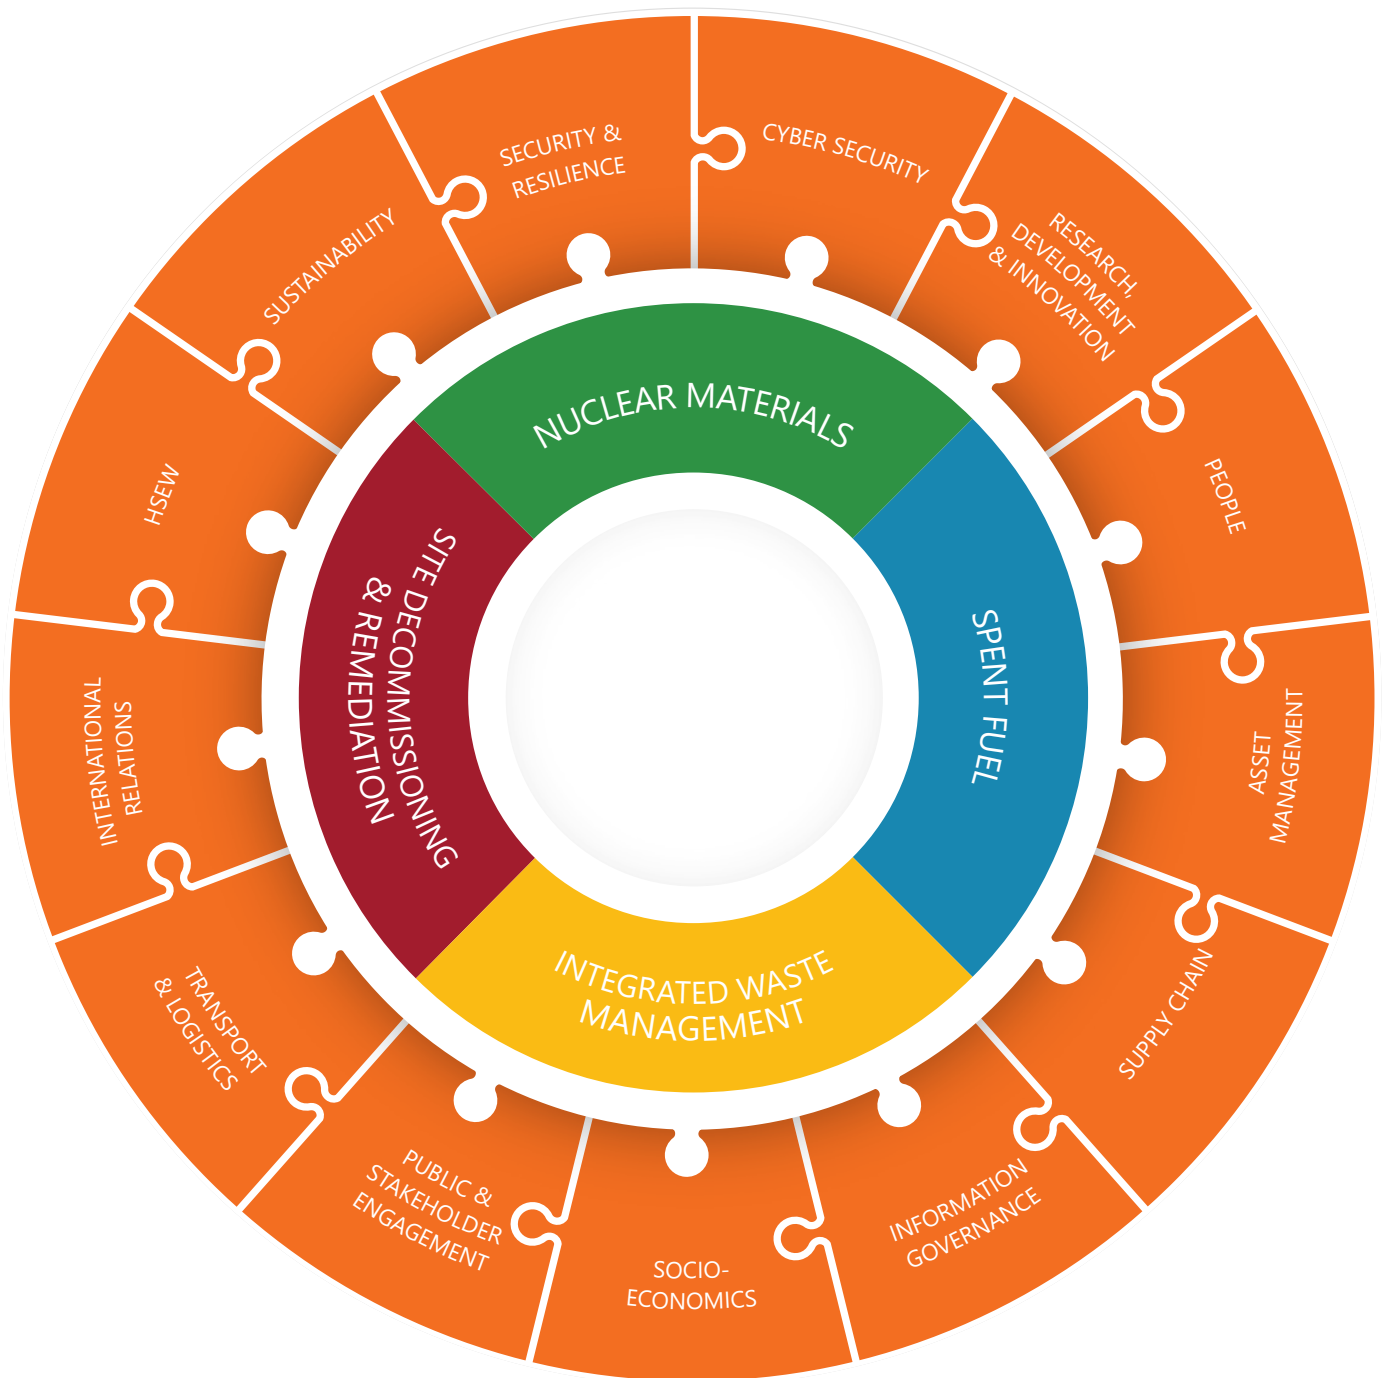 CYBER SECURITY
RESEARCH,
DEVELOPMENT
& INNOVATION
PEOPLE
ASSET
MANAGEMENT
SUPPLY CHAIN
INFORMATION
GOVERNANCE
SOCIO-
ECONOMICS
PUBLIC &
STAKEHOLDER
ENGAGEMENT
TRANSPORT
& LOGISTICS
INTERNATIONAL
RELATIONS
HSEW
SUSTAINABILITY
SECURITY &
RESILIENCE
NUCLEAR MATERIALS
SPENT FUEL
INTEGRATED WASTE
MANAGEMENT
SITE DECOMMISSIONING
& REMEDIATION